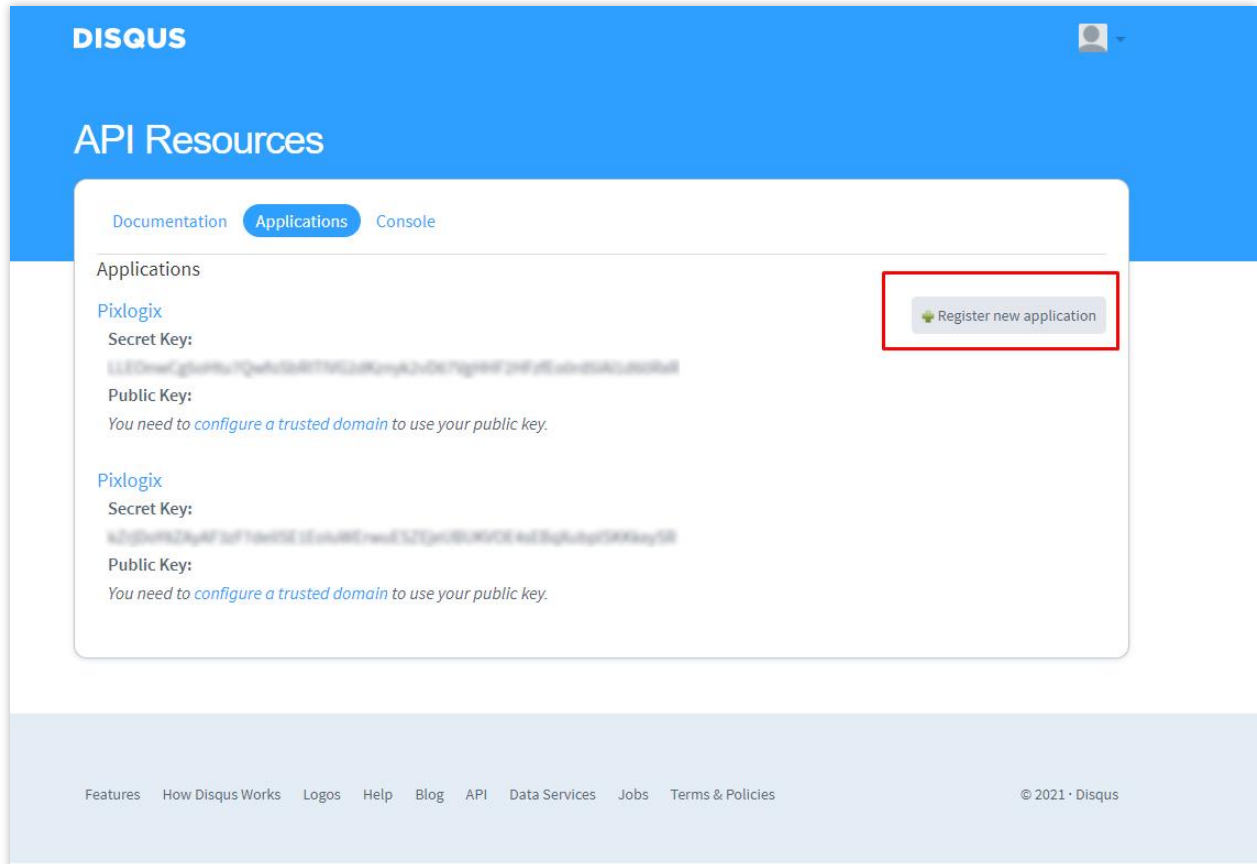 DISQUS
API Resources
Documentation Applications Console
Applications
Pixlogix
Register new application
Secret Key:
Public Key:
You need to configure a trusted domain to use your public key.
Pixlogix
Secret Key:
Public Key:
You need to configure a trusted domain to use your public key.
Features How Disqus Works Logos Help Blog API Data Services Jobs Terms & Policies © 2021 · Disqus